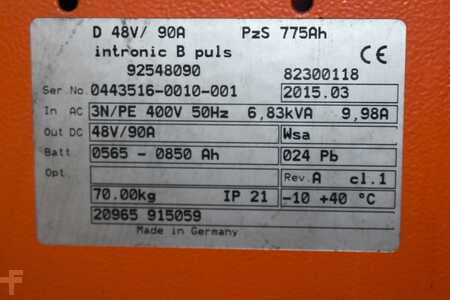 D 48V/ 90A PzS 775Ah
intronic B puls CE
92548090 82300118
Ser No. 0443516-0010-001 2015.03
In AC 3N/PE 400V 50Hz 6,83kVA 9,98A
Out DC 48V/90A Wsa
Batt 0565 - 0850 Ah 024 Pb
Opt Rev. A cl.1
70.00kg IP 21 -10 +40 °C
20965 915059
Made in Germany
F